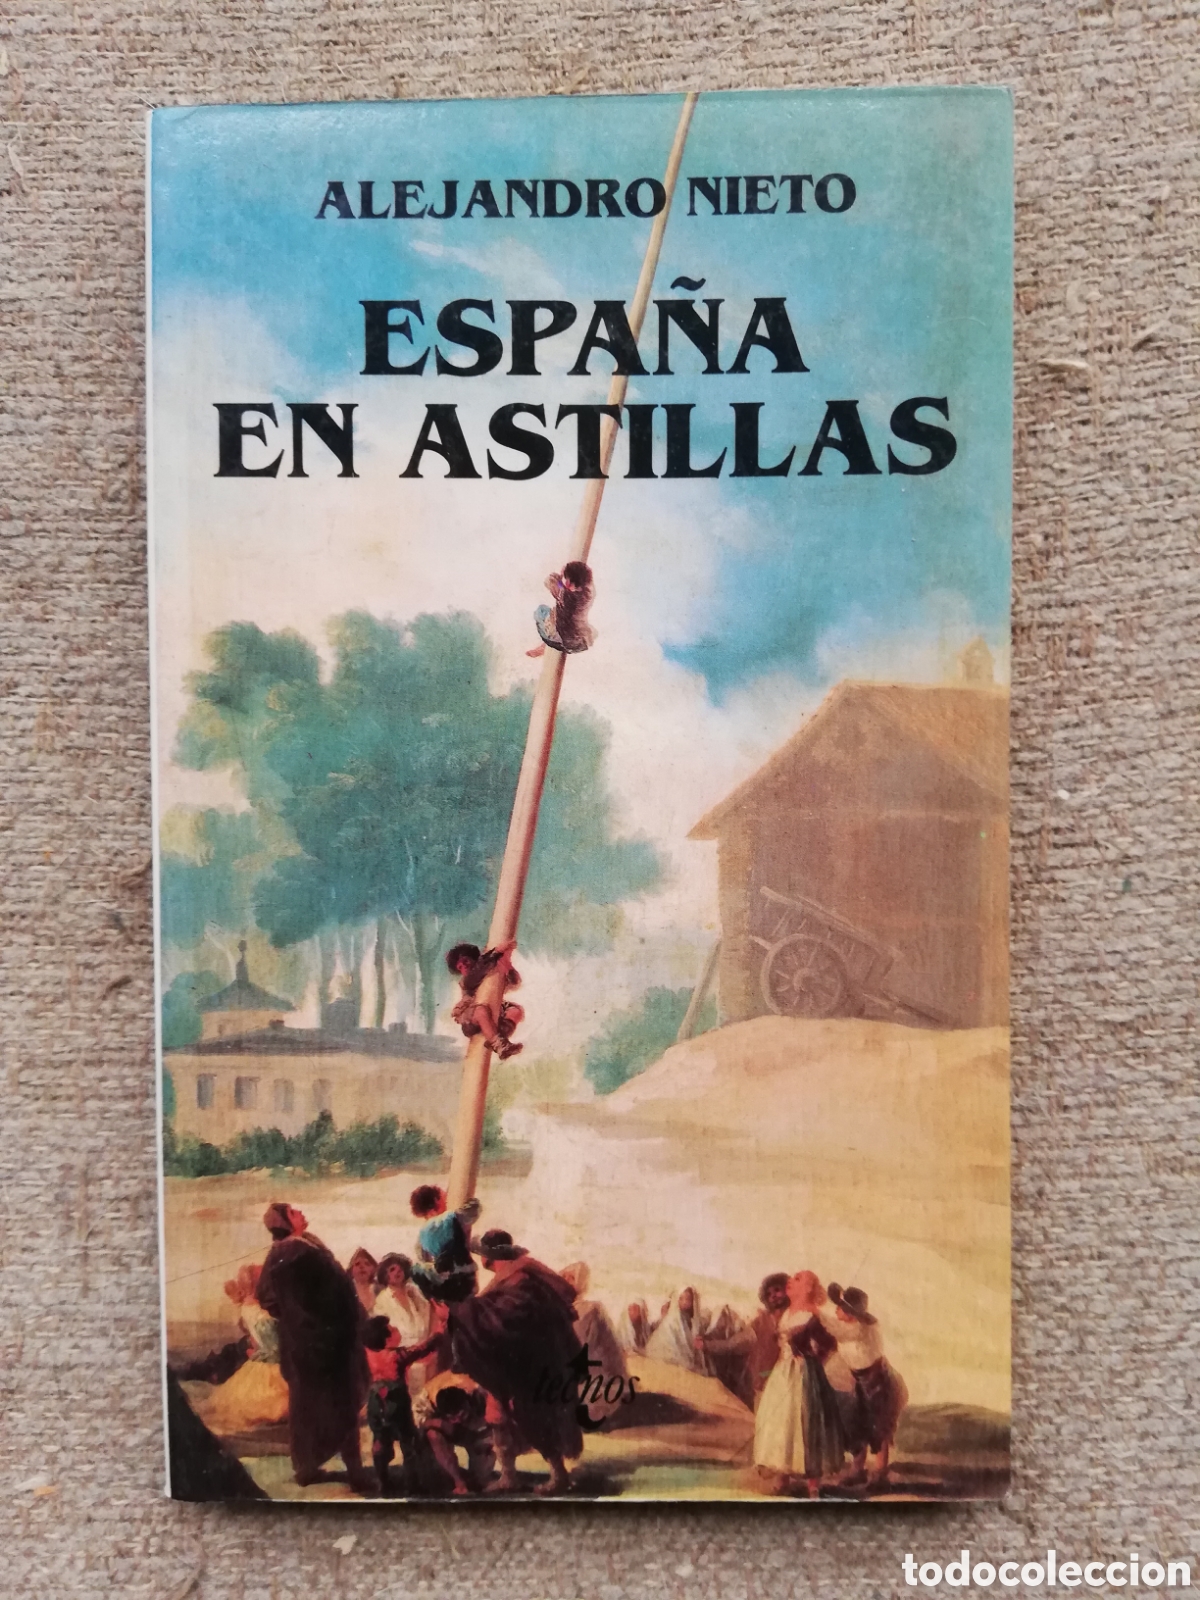 ALEJANDRO NIETO
ESPAÑA
EN ASTILLAS
tecnos
todocoleccion